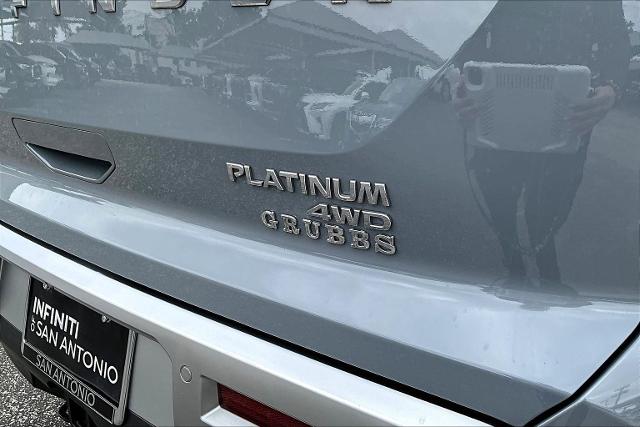 PLATINUM
4WD
GRUBBS
INFINITI
OF SAN ANTONIO
SAN ANTONIO